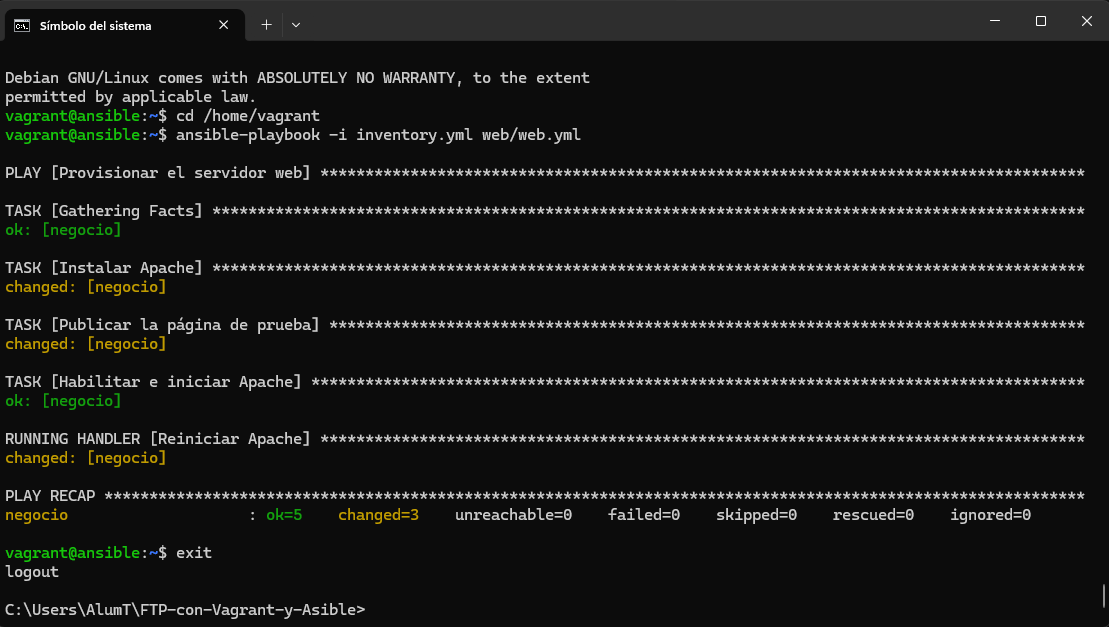 Símbolo del sistema
Debian GNU/Linux comes with ABSOLUTELY NO WARRANTY, to the extent
permitted by applicable law.
vagrant@ansible:~$ cd /home/vagrant
vagrant@ansible:~$ ansible-playbook -i inventory.yml web/web.yml
PLAY [Provisionar el servidor web] *************************************************************************************
TASK [Gathering Facts] *************************************************************************************************
ok: [negocio]
TASK [Instalar Apache] *************************************************************************************************
changed: [negocio]
TASK [Publicar la página de prueba] ************************************************************************************
changed: [negocio]
TASK [Habilitar e iniciar Apache] **************************************************************************************
ok: [negocio]
RUNNING HANDLER [Reiniciar Apache] *************************************************************************************
changed: [negocio]
PLAY RECAP *************************************************************************************************************
negocio                    : ok=5    changed=3    unreachable=0    failed=0    skipped=0    rescued=0    ignored=0
vagrant@ansible:~$ exit
logout
C:\Users\AlumT\FTP-con-Vagrant-y-Asible>